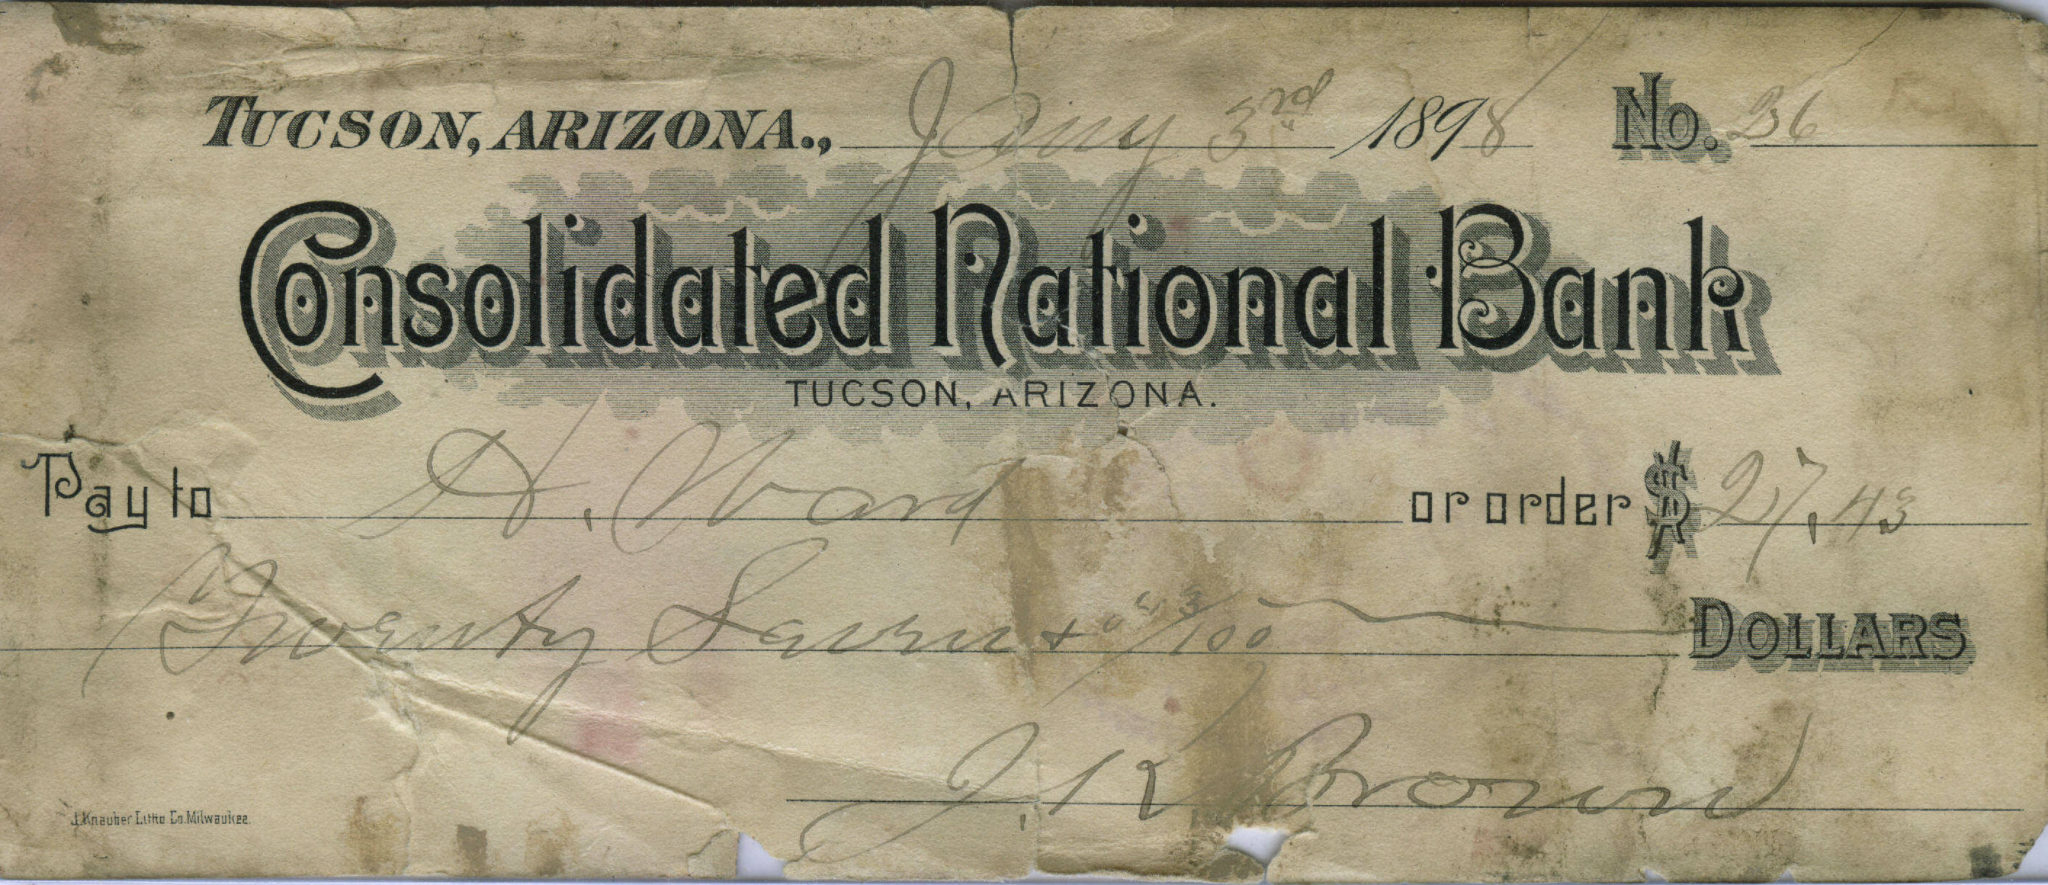 TUCSON, ARIZONA., Jany 3rd 1898 No. 36
Consolidated National Bank
TUCSON, ARIZONA.
Pay to H. Ward or order $ 27.43
Twenty Seven + 43/100 DOLLARS
J. K. Brown
J. Knauber Litho Co. Milwaukee.